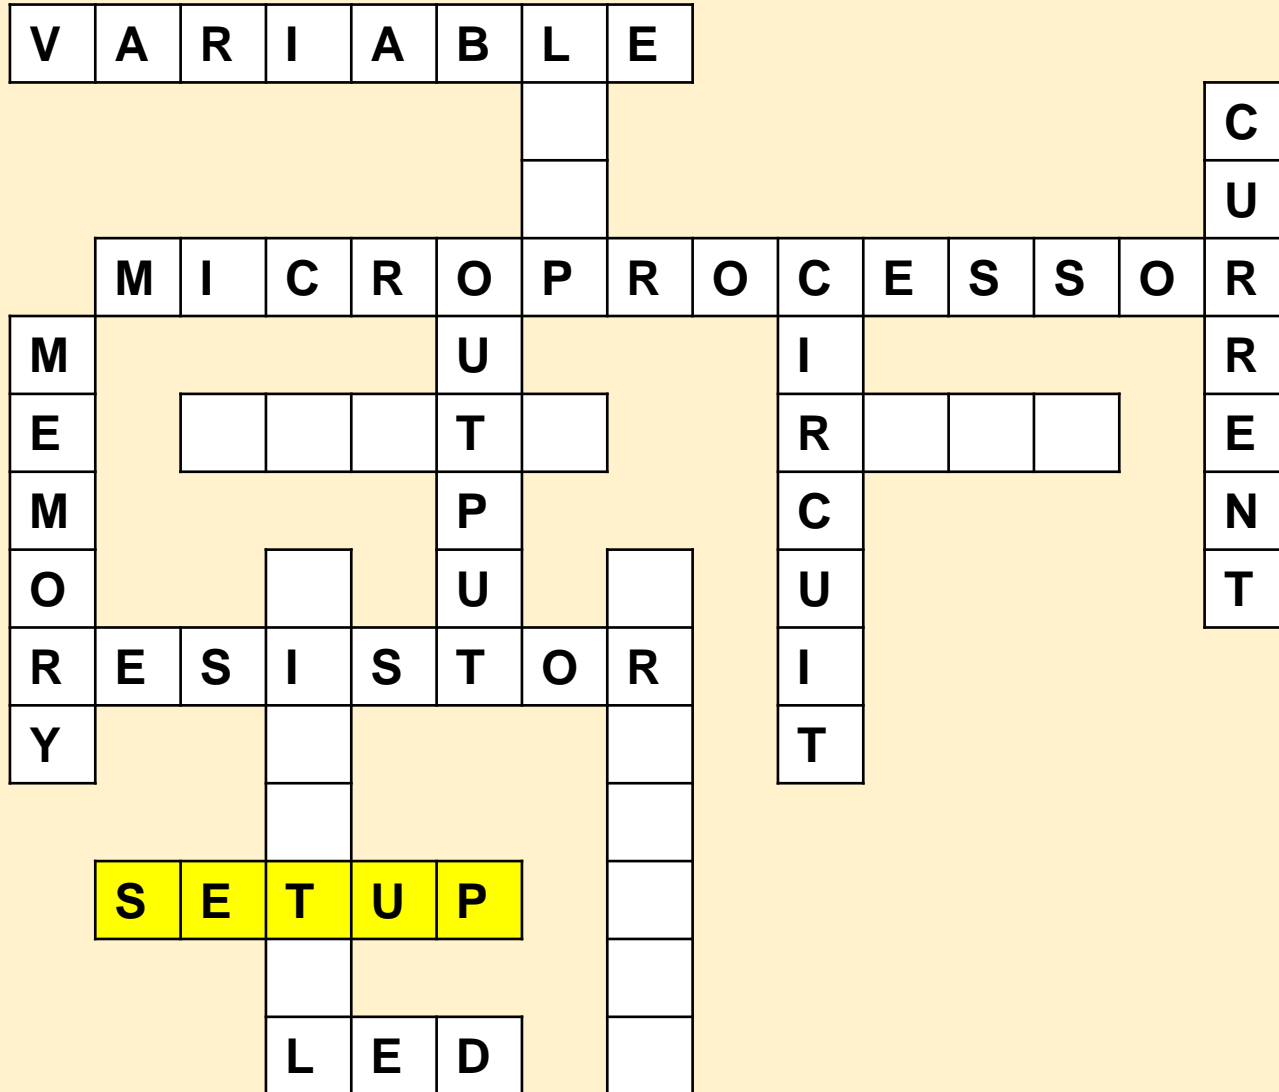 VARIABLE
C
U
MICROPROCESSOR
M U I R
E T R E
M P C N
O U U T
RESISTOR I
Y T
SETUP
LED